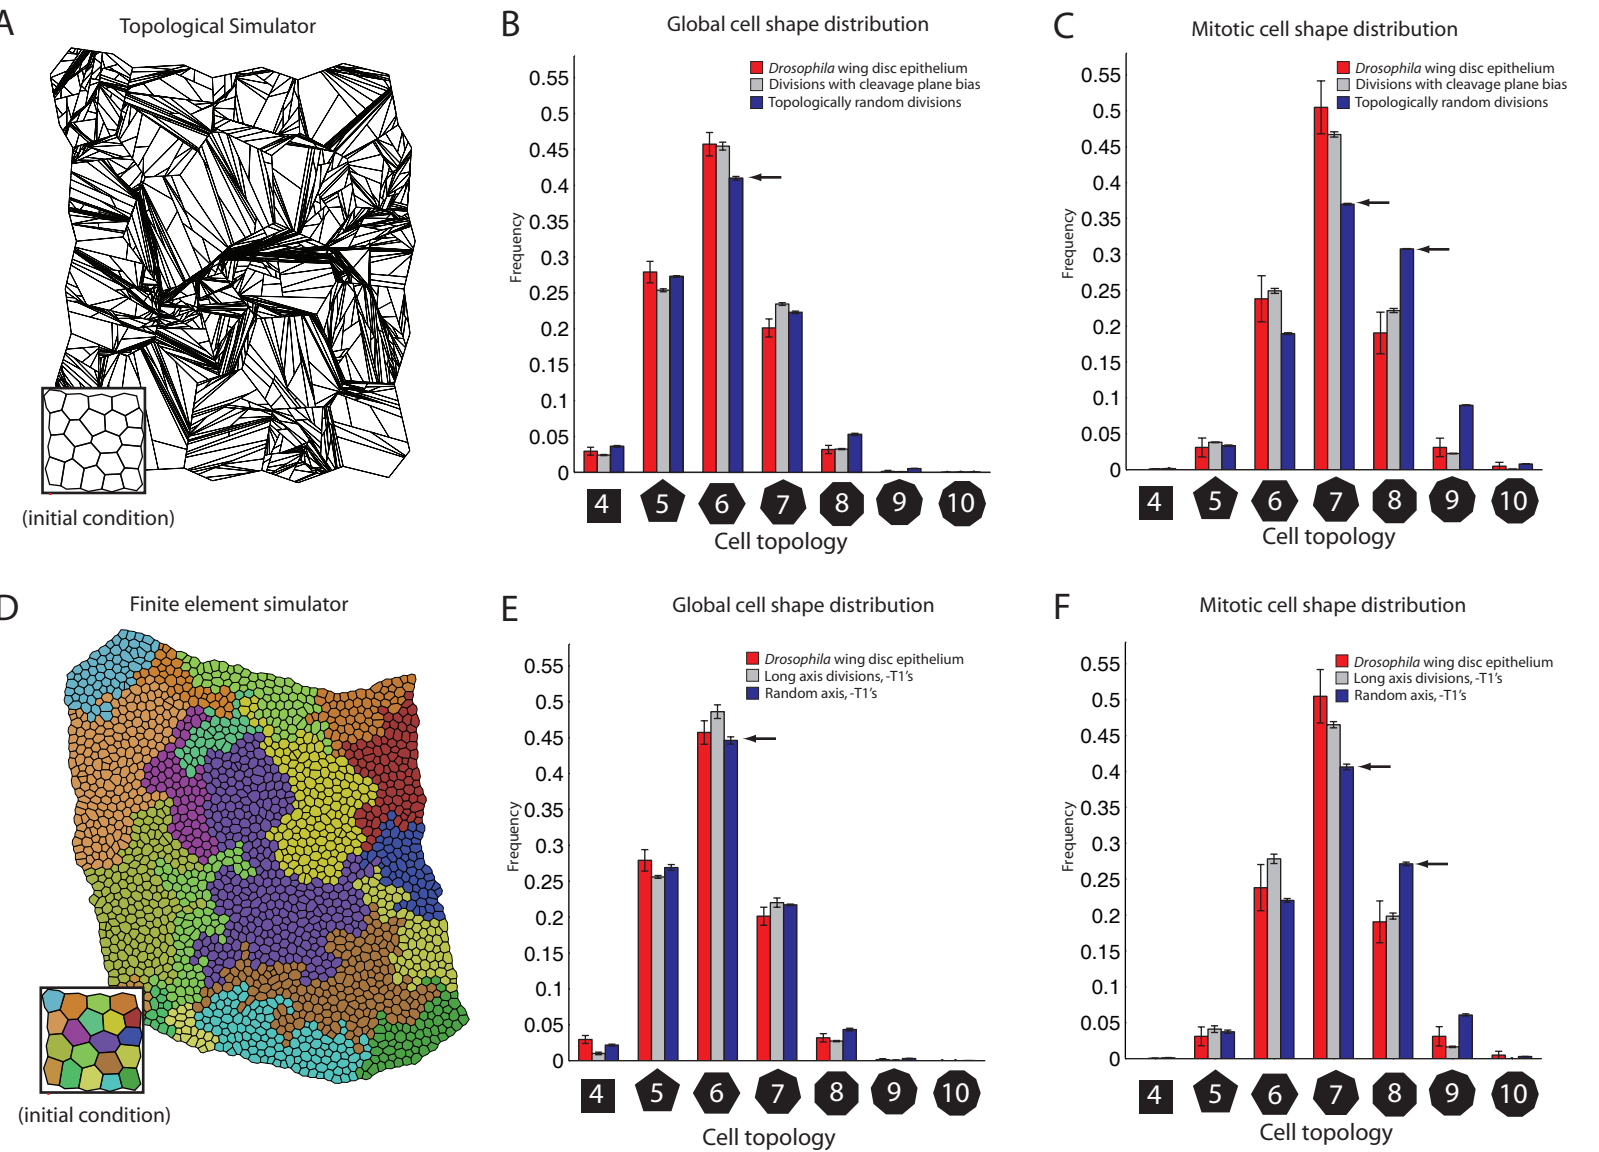 A
Topological Simulator
(initial condition)
B
Global cell shape distribution
Drosophila wing disc epithelium
Divisions with cleavage plane bias
Topologically random divisions
Frequency
0.55
0.5
0.45
0.4
0.35
0.3
0.25
0.2
0.15
0.1
0.05
0
4 5 6 7 8 9 10
Cell topology
C
Mitotic cell shape distribution
Drosophila wing disc epithelium
Divisions with cleavage plane bias
Topologically random divisions
Frequency
0.55
0.5
0.45
0.4
0.35
0.3
0.25
0.2
0.15
0.1
0.05
0
4 5 6 7 8 9 10
Cell topology
D
Finite element simulator
(initial condition)
E
Global cell shape distribution
Drosophila wing disc epithelium
Long axis divisions, -T1's
Random axis, -T1's
Frequency
0.55
0.5
0.45
0.4
0.35
0.3
0.25
0.2
0.15
0.1
0.05
0
4 5 6 7 8 9 10
Cell topology
F
Mitotic cell shape distribution
Drosophila wing disc epithelium
Long axis divisions, -T1's
Random axis, -T1's
Frequency
0.55
0.5
0.45
0.4
0.35
0.3
0.25
0.2
0.15
0.1
0.05
0
4 5 6 7 8 9 10
Cell topology